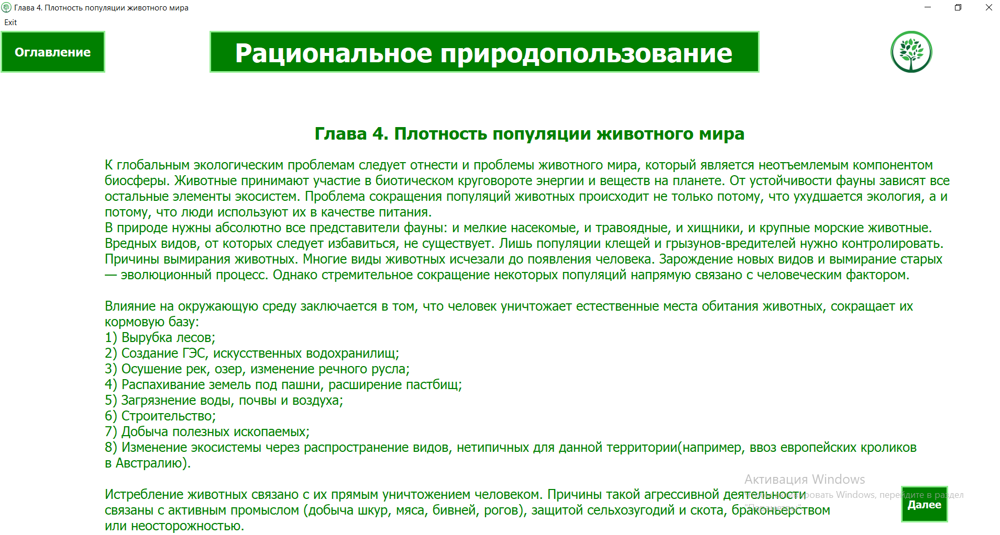 Глава 4. Плотность популяции животного мира
Exit
Оглавление
Рациональное природопользование
Глава 4. Плотность популяции животного мира
К глобальным экологическим проблемам следует отнести и проблемы животного мира, который является неотъемлемым компонентом
биосферы. Животные принимают участие в биотическом круговороте энергии и веществ на планете. От устойчивости фауны зависят все
остальные элементы экосистем. Проблема сокращения популяций животных происходит не только потому, что ухудшается экология, а и
потому, что люди используют их в качестве питания.
В природе нужны абсолютно все представители фауны: и мелкие насекомые, и травоядные, и хищники, и крупные морские животные.
Вредных видов, от которых следует избавиться, не существует. Лишь популяции клещей и грызунов-вредителей нужно контролировать.
Причины вымирания животных. Многие виды животных исчезали до появления человека. Зарождение новых видов и вымирание старых
— эволюционный процесс. Однако стремительное сокращение некоторых популяций напрямую связано с человеческим фактором.
Влияние на окружающую среду заключается в том, что человек уничтожает естественные места обитания животных, сокращает их
кормовую базу:
1) Вырубка лесов;
2) Создание ГЭС, искусственных водохранилищ;
3) Осушение рек, озер, изменение речного русла;
4) Распахивание земель под пашни, расширение пастбищ;
5) Загрязнение воды, почвы и воздуха;
6) Строительство;
7) Добыча полезных ископаемых;
8) Изменение экосистемы через распространение видов, нетипичных для данной территории(например, ввоз европейских кроликов
в Австралию).
Истребление животных связано с их прямым уничтожением человеком. Причины такой агрессивной деятельности
связаны с активным промыслом (добыча шкур, мяса, бивней, рогов), защитой сельхозугодий и скота, браконьерством
или неосторожностью.
Активация Windows
Чтобы активировать Windows, перейдите в раздел
"Параметры".
Далее